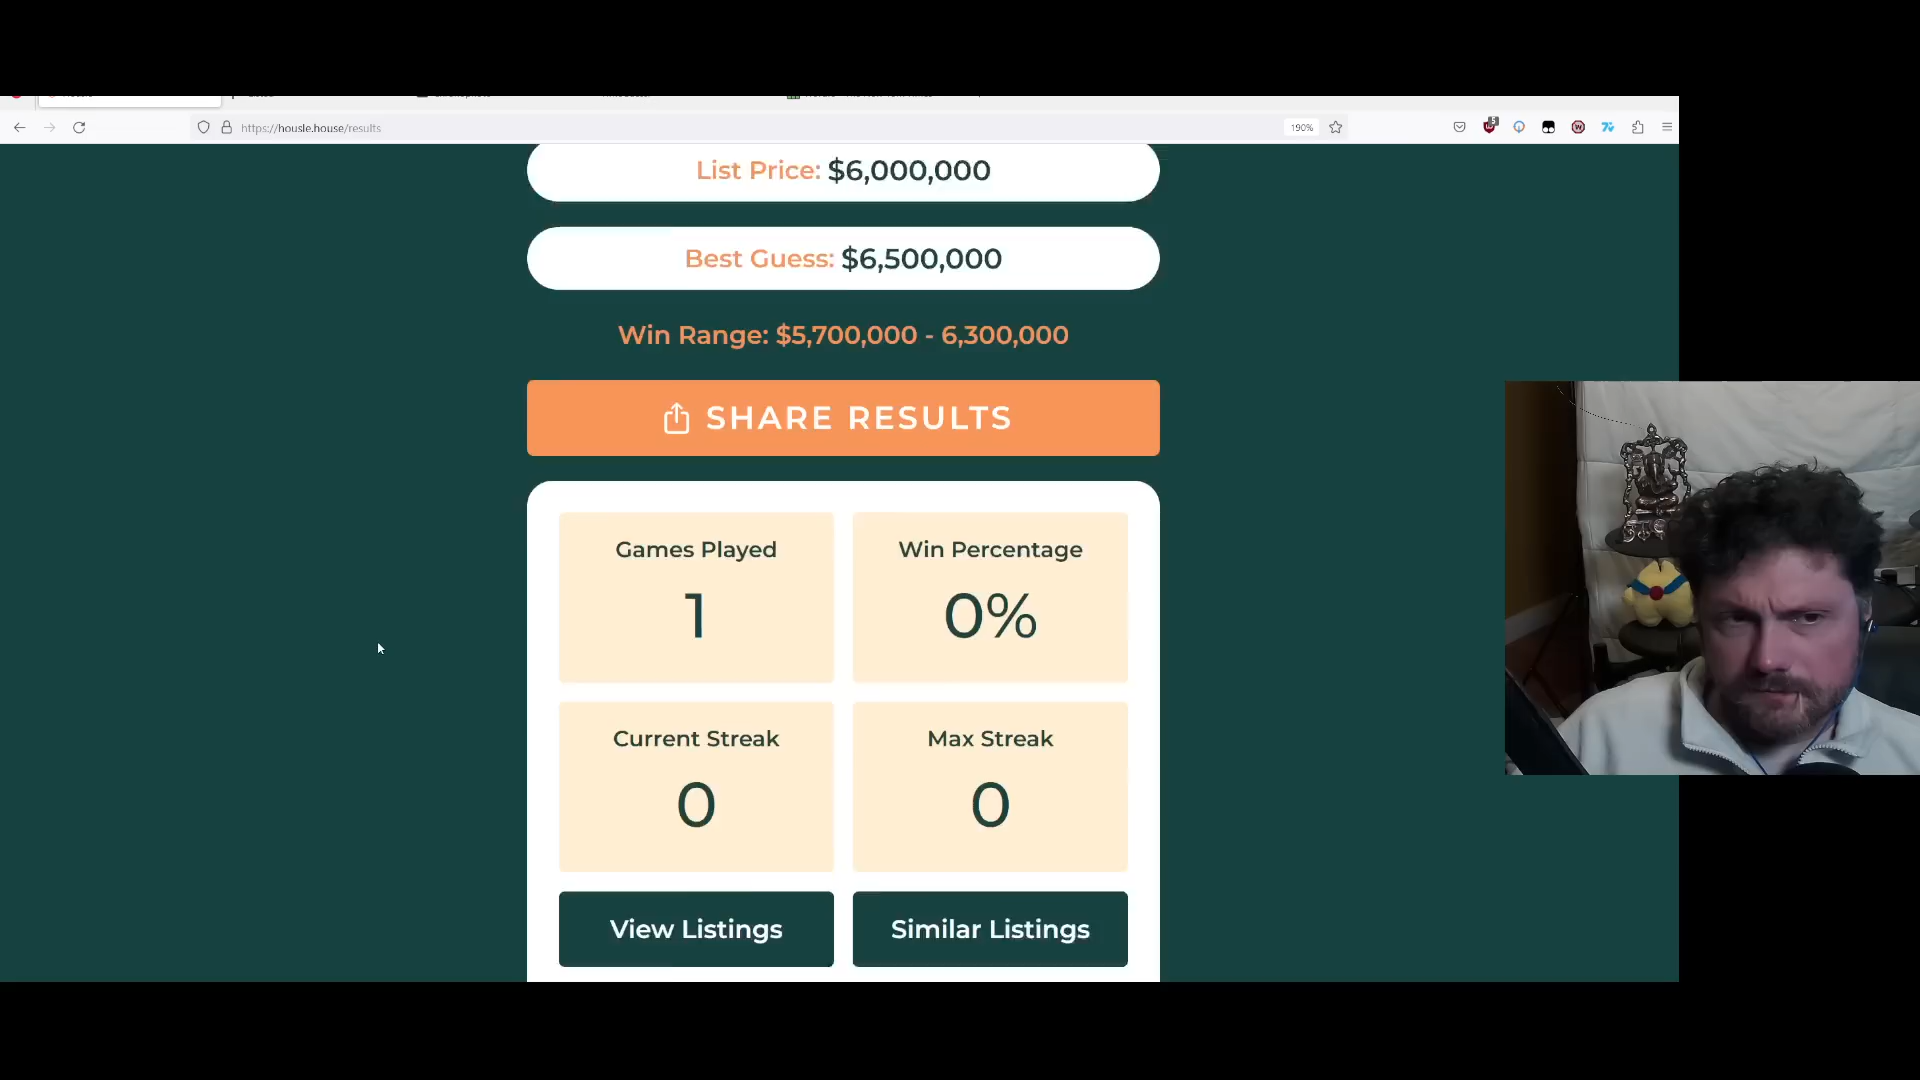 https://housle.house/results
190%
List Price: $6,000,000
Best Guess: $6,500,000
Win Range: $5,700,000 - 6,300,000
SHARE RESULTS
Games Played
1
Win Percentage
0%
Current Streak
0
Max Streak
0
View Listings
Similar Listings